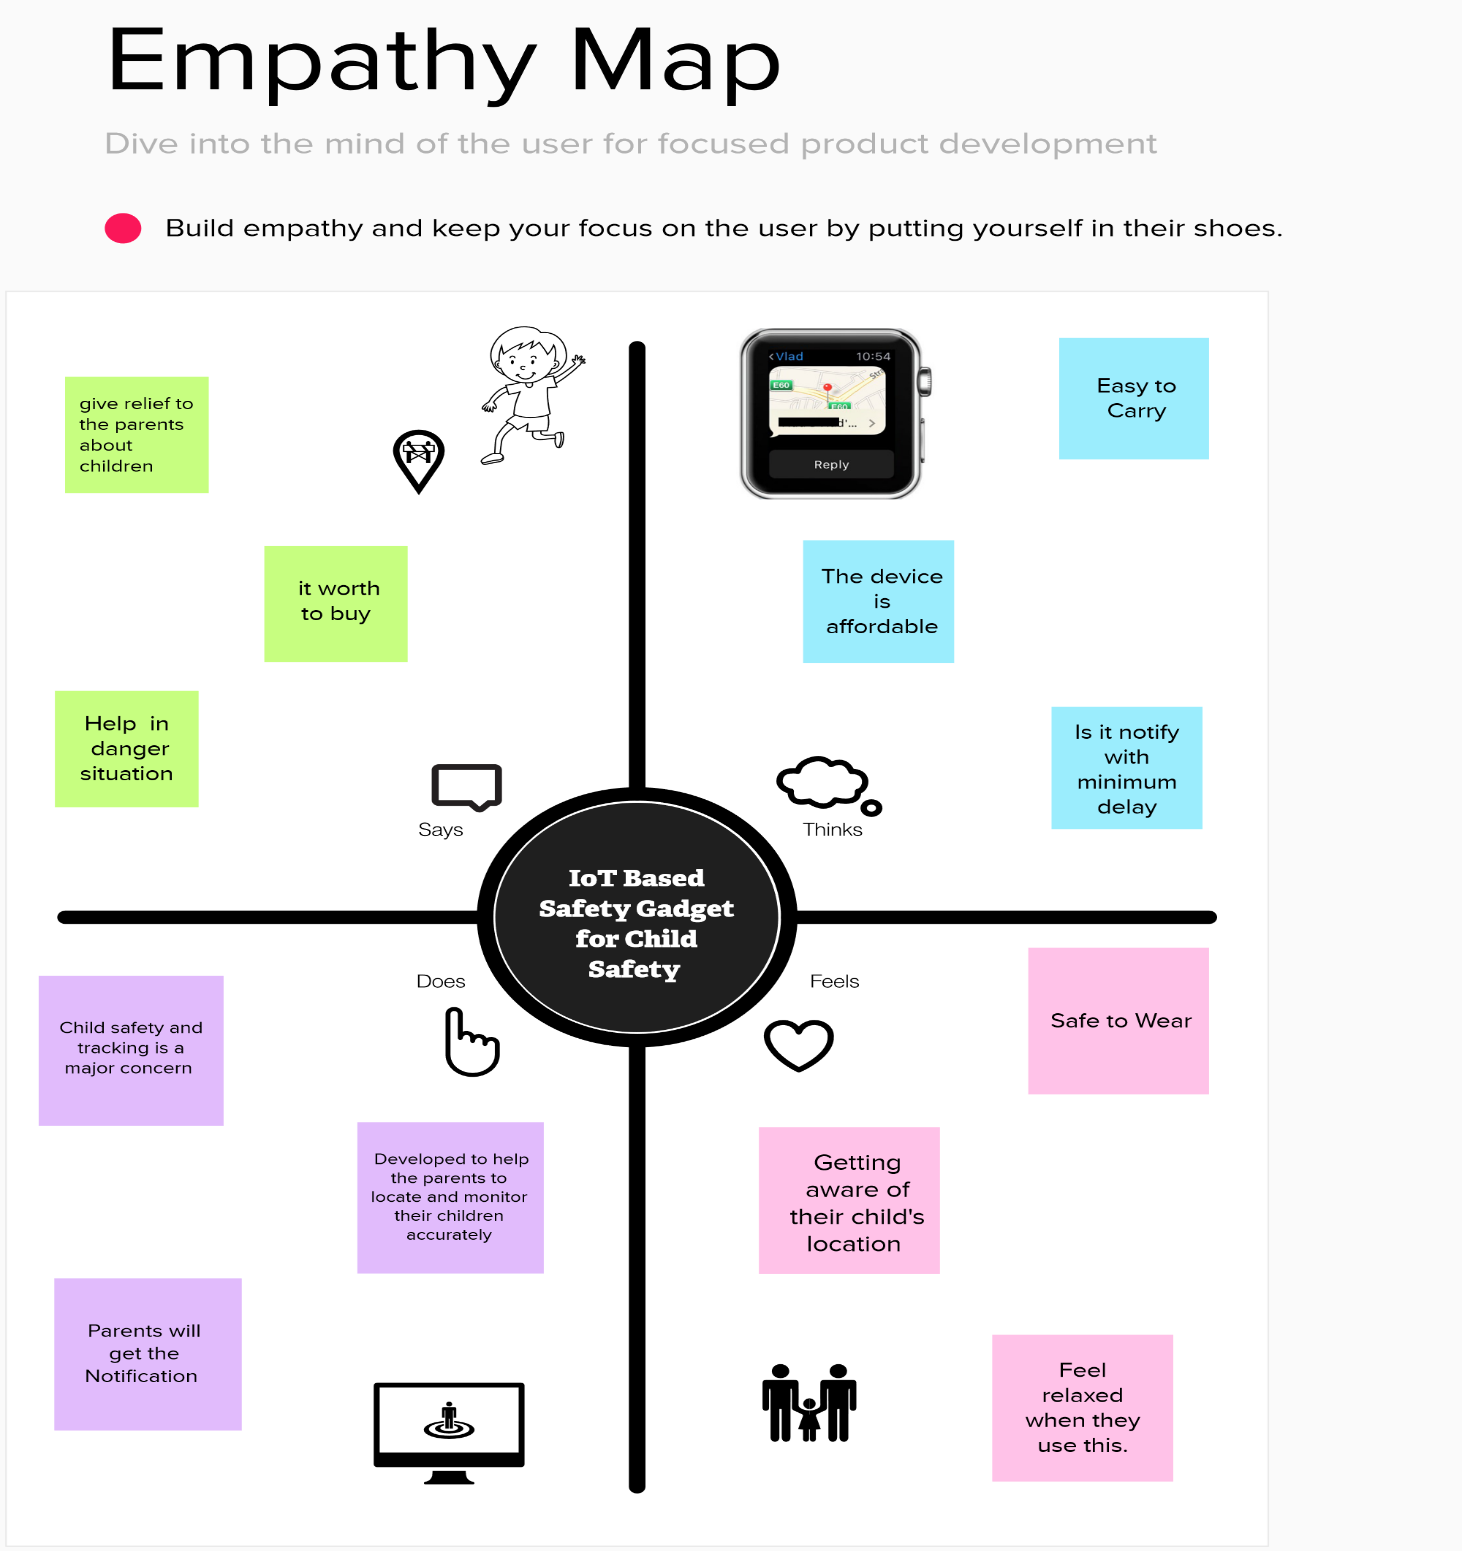 Empathy Map
Dive into the mind of the user for focused product development
Build empathy and keep your focus on the user by putting yourself in their shoes.
give relief to
the parents
about
children
it worth
to buy
Help in
danger
situation
Says
<Vlad
10:54
E60
Str
E60
d'...
Reply
Easy to
Carry
The device
is
affordable
Is it notify
with
minimum
delay
Thinks
IoT Based
Safety Gadget
for Child
Safety
Does
Child safety and
tracking is a
major concern
Developed to help
the parents to
locate and monitor
their children
accurately
Parents will
get the
Notification
Feels
Safe to Wear
Getting
aware of
their child's
location
Feel
relaxed
when they
use this.